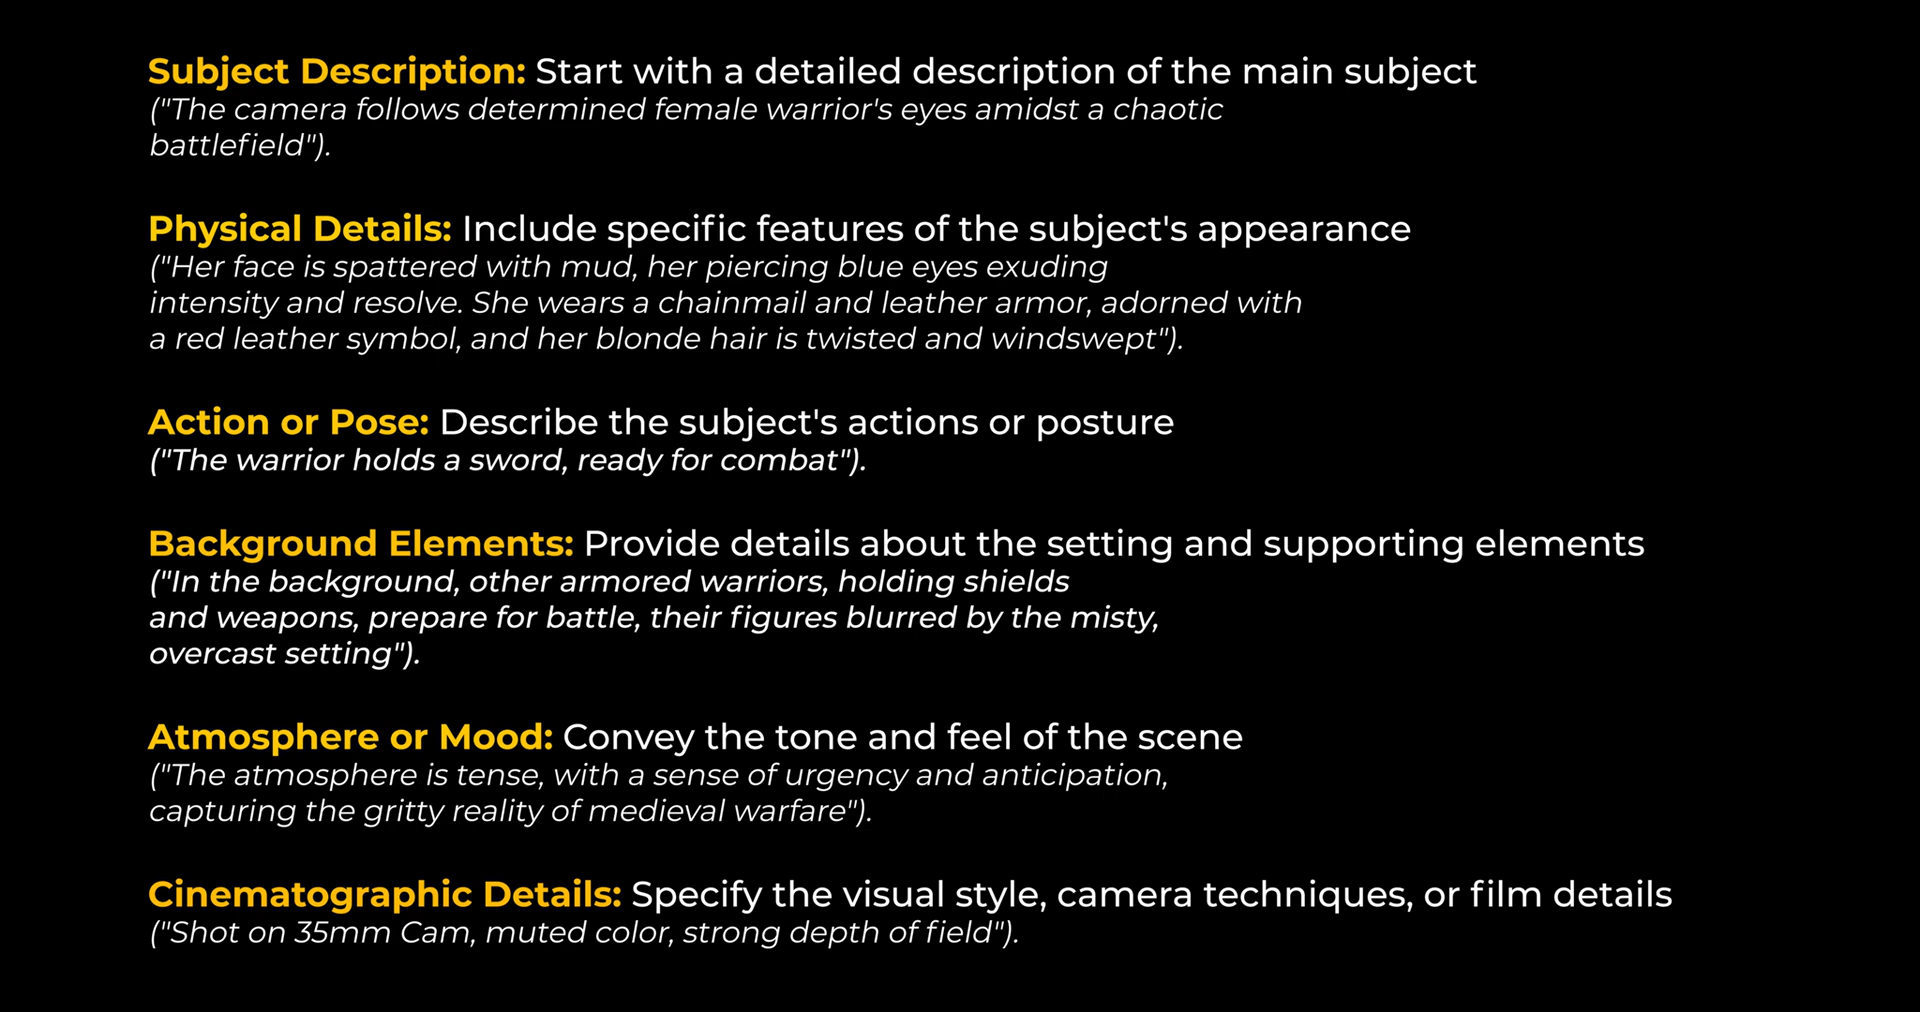 Subject Description: Start with a detailed description of the main subject
("The camera follows determined female warrior's eyes amidst a chaotic
battlefield").
Physical Details: Include specific features of the subject's appearance
("Her face is spattered with mud, her piercing blue eyes exuding
intensity and resolve. She wears a chainmail and leather armor, adorned with
a red leather symbol, and her blonde hair is twisted and windswept").
Action or Pose: Describe the subject's actions or posture
("The warrior holds a sword, ready for combat").
Background Elements: Provide details about the setting and supporting elements
("In the background, other armored warriors, holding shields
and weapons, prepare for battle, their figures blurred by the misty,
overcast setting").
Atmosphere or Mood: Convey the tone and feel of the scene
("The atmosphere is tense, with a sense of urgency and anticipation,
capturing the gritty reality of medieval warfare").
Cinematographic Details: Specify the visual style, camera techniques, or film details
("Shot on 35mm Cam, muted color, strong depth of field").